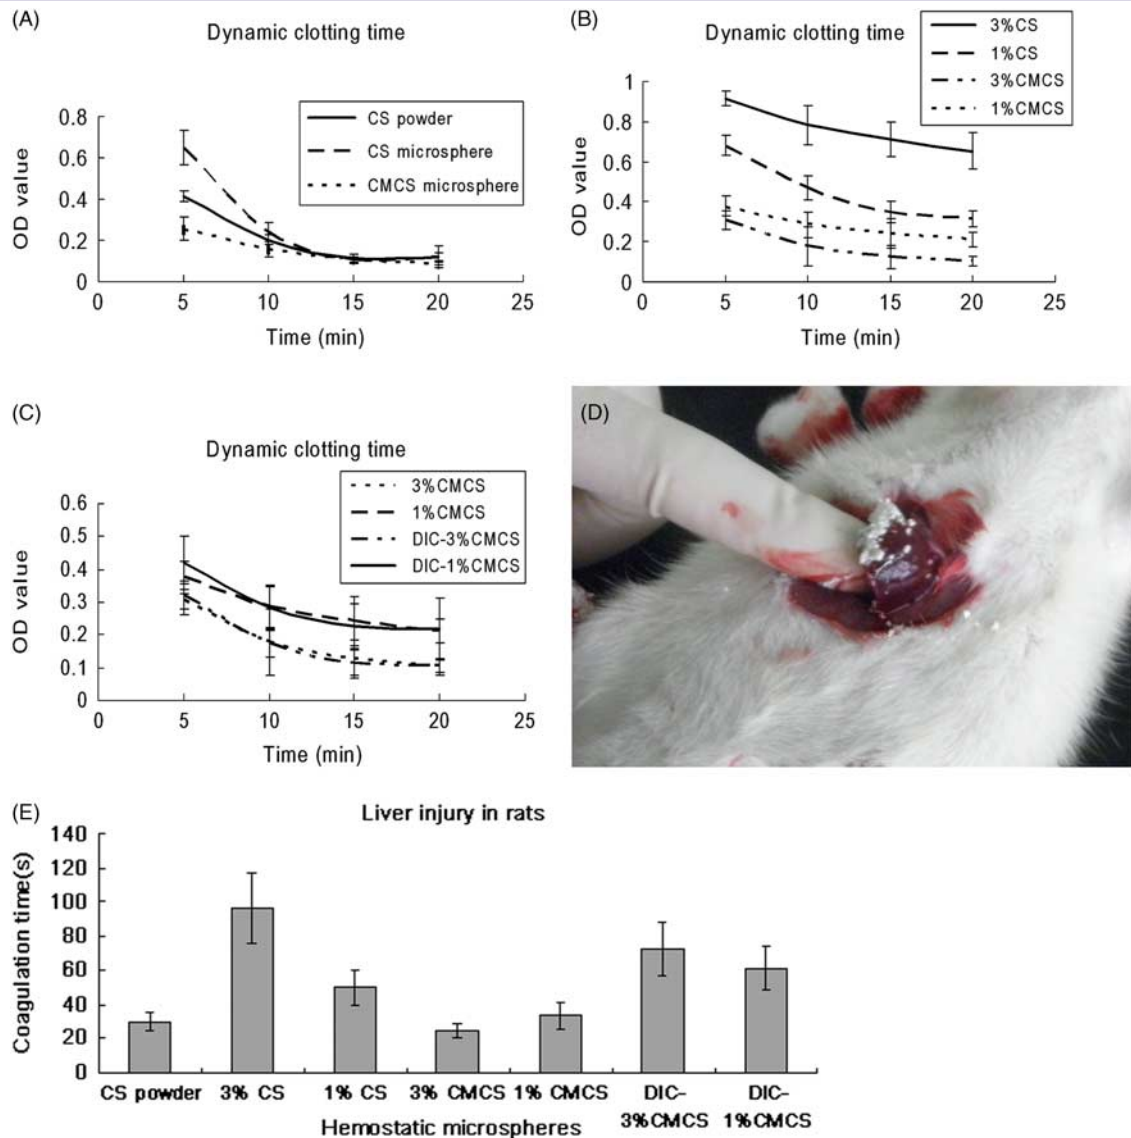 (A)
Dynamic clotting time
CS powder
CS microsphere
CMCS microsphere
OD value
0.8
0.6
0.4
0.2
0
0 5 10 15 20 25
Time (min)
(B)
Dynamic clotting time
3%CS
1%CS
3%CMCS
1%CMCS
OD value
1
0.8
0.6
0.4
0.2
0
0 5 10 15 20 25
Time (min)
(C)
Dynamic clotting time
3%CMCS
1%CMCS
DIC-3%CMCS
DIC-1%CMCS
OD value
0.6
0.5
0.4
0.3
0.2
0.1
0
0 5 10 15 20 25
Time (min)
(D)
(E)
Liver injury in rats
Coagulation time(s)
140
120
100
80
60
40
20
0
CS powder 3% CS 1% CS 3% CMCS 1% CMCS DIC- DIC-
3%CMCS 1%CMCS
Hemostatic microspheres